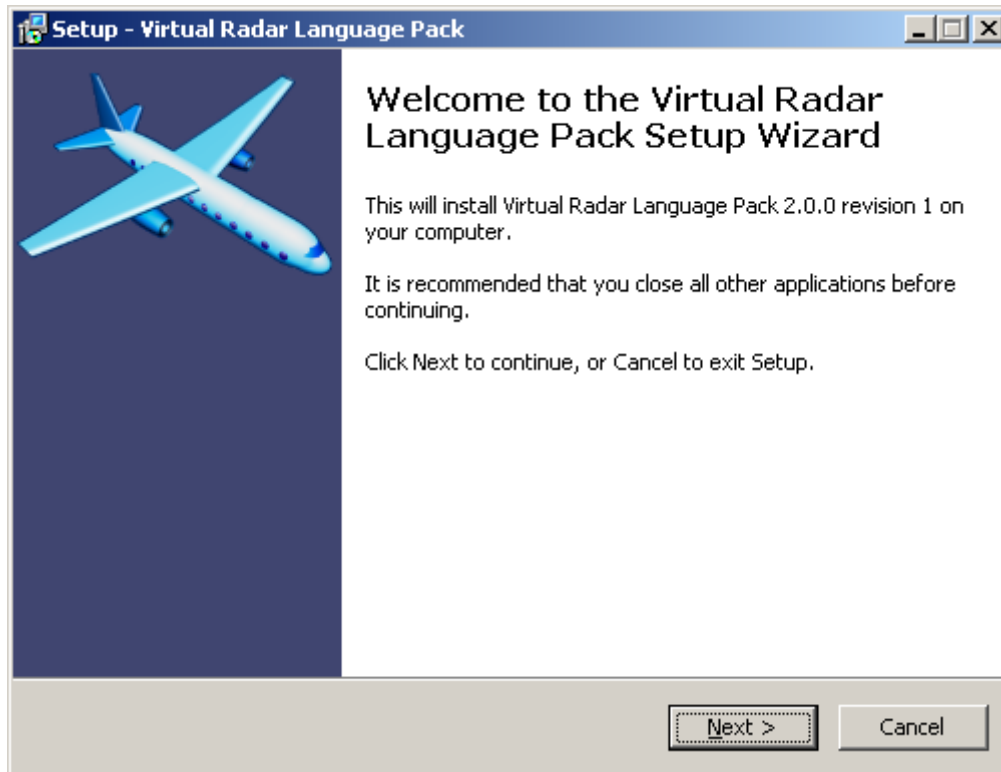 Setup - Virtual Radar Language Pack
Welcome to the Virtual Radar
Language Pack Setup Wizard
This will install Virtual Radar Language Pack 2.0.0 revision 1 on
your computer.
It is recommended that you close all other applications before
continuing.
Click Next to continue, or Cancel to exit Setup.
Next >
Cancel